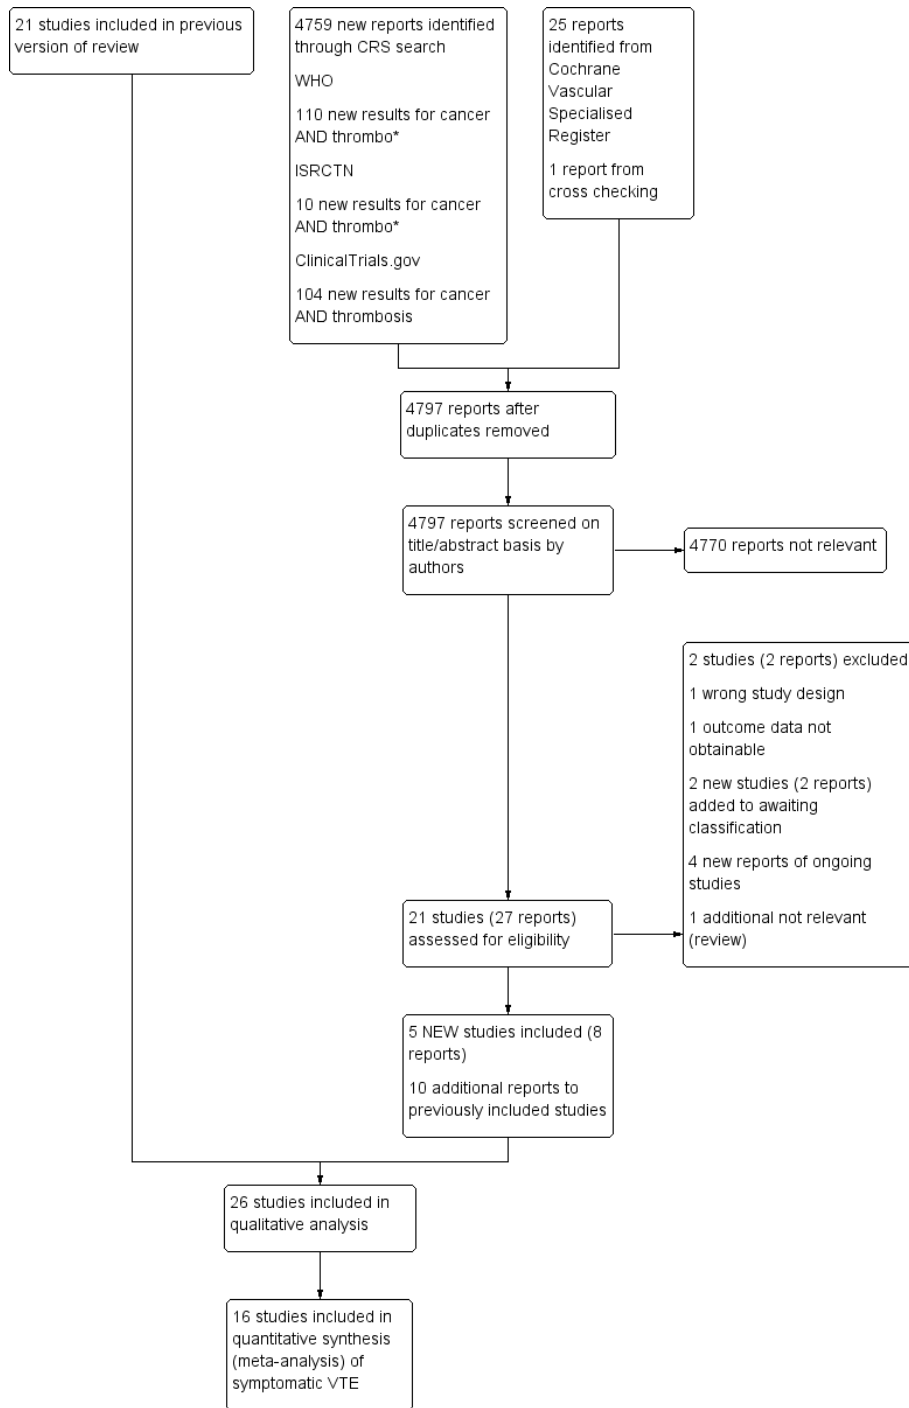 21 studies included in previous
version of review
4759 new reports identified
through CRS search
WHO
110 new results for cancer
AND thrombo*
ISRCTN
10 new results for cancer
AND thrombo*
ClinicalTrials.gov
104 new results for cancer
AND thrombosis
25 reports
identified from
Cochrane
Vascular
Specialised
Register
1 report from
cross checking
4797 reports after
duplicates removed
4797 reports screened on
title/abstract basis by
authors
4770 reports not relevant
2 studies (2 reports) excluded
1 wrong study design
1 outcome data not
obtainable
2 new studies (2 reports)
added to awaiting
classification
4 new reports of ongoing
studies
1 additional not relevant
(review)
21 studies (27 reports)
assessed for eligibility
5 NEW studies included (8
reports)
10 additional reports to
previously included studies
26 studies included in
qualitative analysis
16 studies included in
quantitative synthesis
(meta-analysis) of
symptomatic VTE